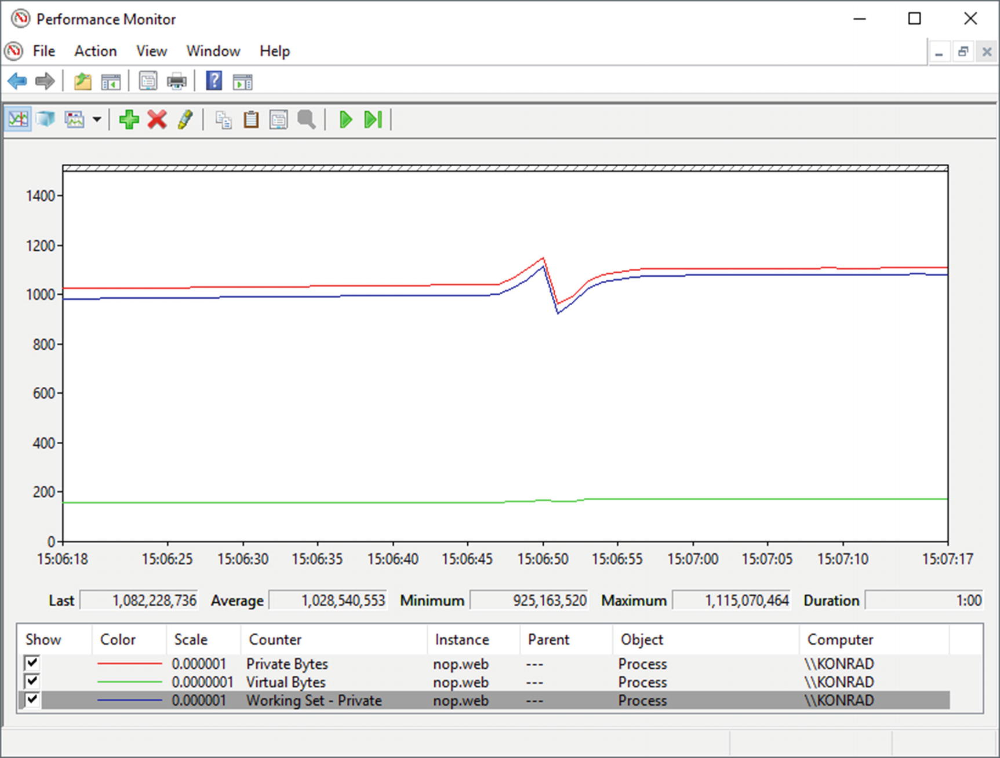 Performance Monitor
File Action View Window Help
1400
1200
1000
800
600
400
200
0
15:06:18 15:06:25 15:06:30 15:06:35 15:06:40 15:06:45 15:06:50 15:06:55 15:07:00 15:07:05 15:07:10 15:07:17
Last 1,082,228,736 Average 1,028,540,553 Minimum 925,163,520 Maximum 1,115,070,464 Duration 1:00
Show Color Scale Counter Instance Parent Object Computer
0.000001 Private Bytes nop.web --- Process \\KONRAD
0.0000001 Virtual Bytes nop.web --- Process \\KONRAD
0.000001 Working Set - Private nop.web --- Process \\KONRAD